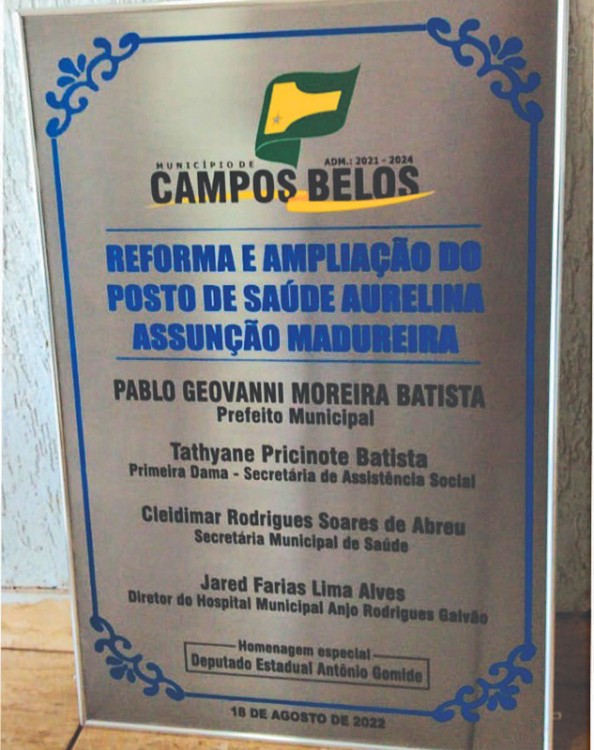 MUNICÍPIO DE ADM.: 2021 - 2024
CAMPOS BELOS
REFORMA E AMPLIAÇÃO DO
POSTO DE SAÚDE AURELINA
ASSUNÇÃO MADUREIRA
PABLO GEOVANNI MOREIRA BATISTA
Prefeito Municipal
Tathyane Pricinote Batista
Primeira Dama - Secretária de Assistência Social
Cleidimar Rodrigues Soares de Abreu
Secretária Municipal de Saúde
Jared Farias Lima Alves
Diretor do Hospital Municipal Anjo Rodrigues Galvão
Homenagem especial
Deputado Estadual Antônio Gomide
18 DE AGOSTO DE 2022